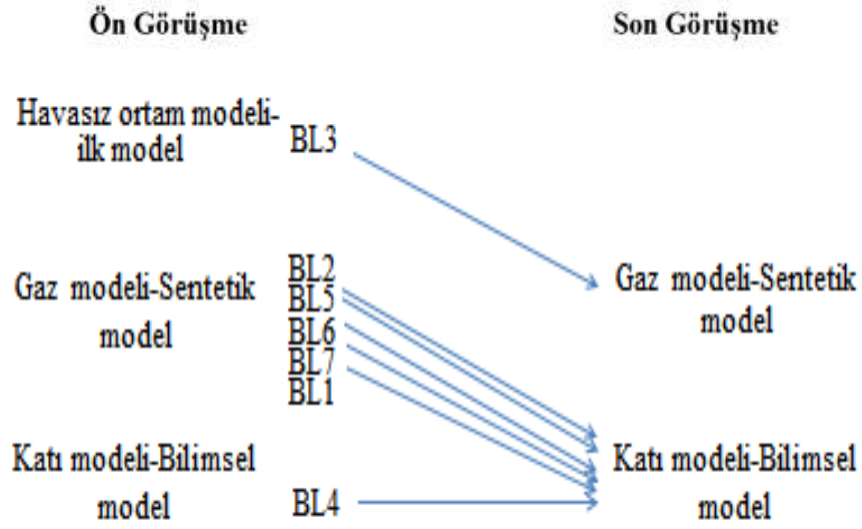 Ön Görüşme
Son Görüşme
Havasız ortam modeli-
ilk model
BL3
Gaz modeli-Sentetik
model
BL2
BL5
BL6
BL7
BL1
Gaz modeli-Sentetik
model
Katı modeli-Bilimsel
model
BL4
Katı modeli-Bilimsel
model